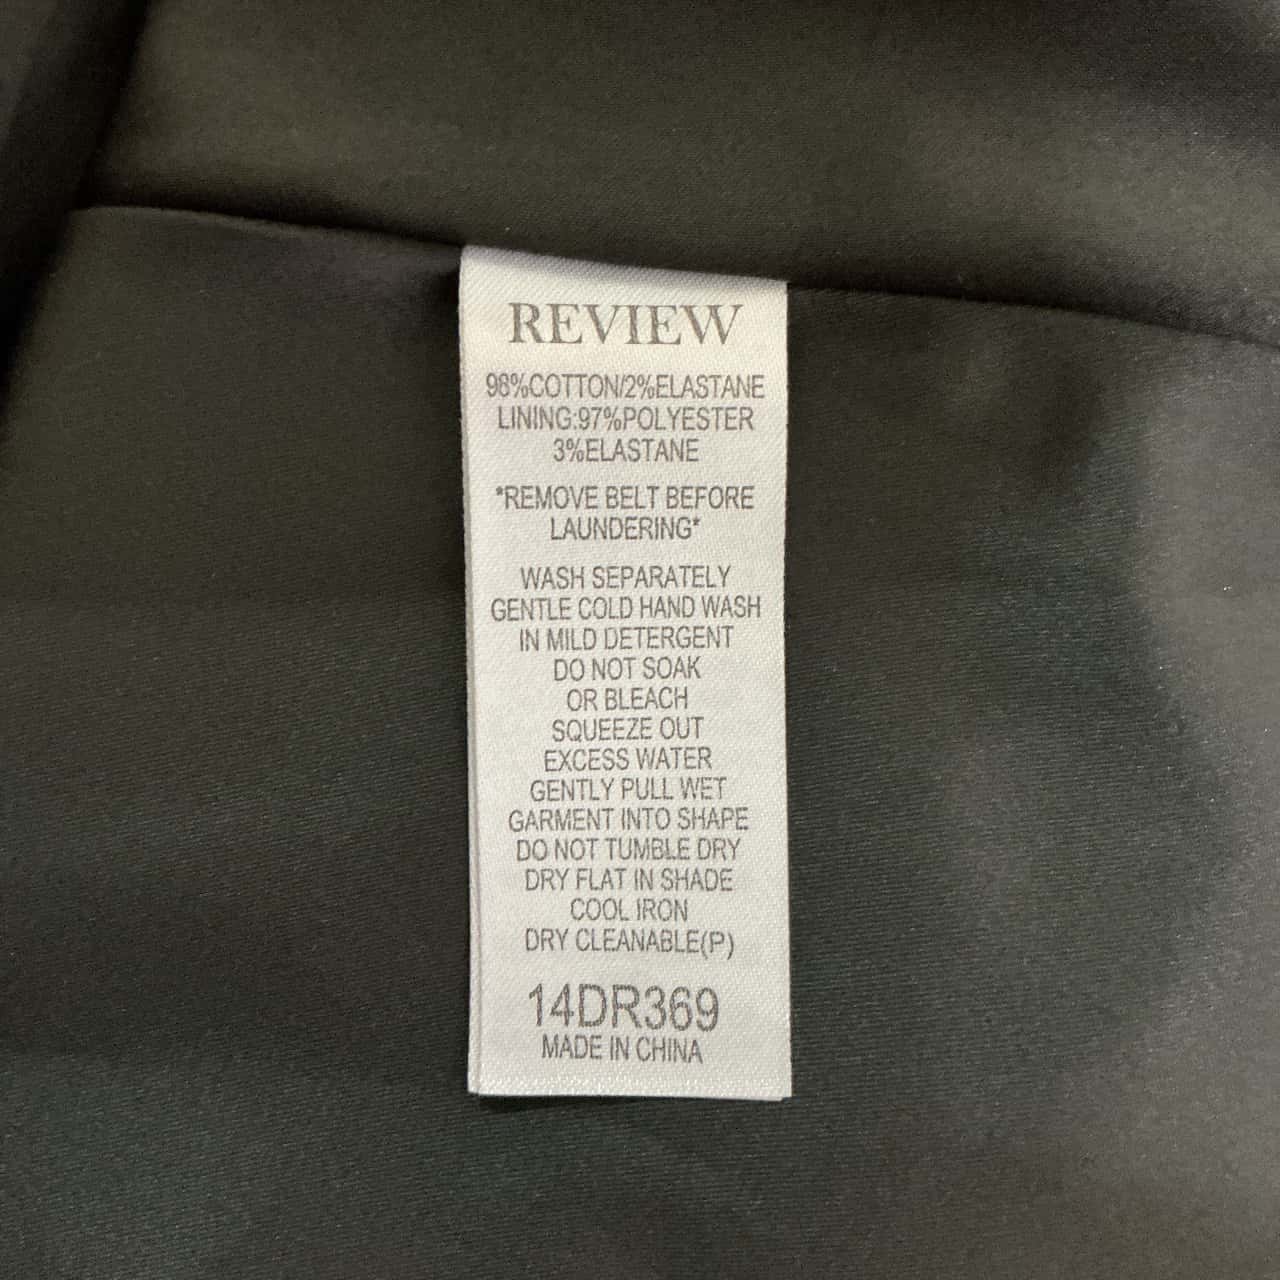 REVIEW
98%COTTON/2%ELASTANE
LINING:97%POLYESTER
3%ELASTANE
*REMOVE BELT BEFORE
LAUNDERING*
WASH SEPARATELY
GENTLE COLD HAND WASH
IN MILD DETERGENT
DO NOT SOAK
OR BLEACH
SQUEEZE OUT
EXCESS WATER
GENTLY PULL WET
GARMENT INTO SHAPE
DO NOT TUMBLE DRY
DRY FLAT IN SHADE
COOL IRON
DRY CLEANABLE(P)
14DR369
MADE IN CHINA